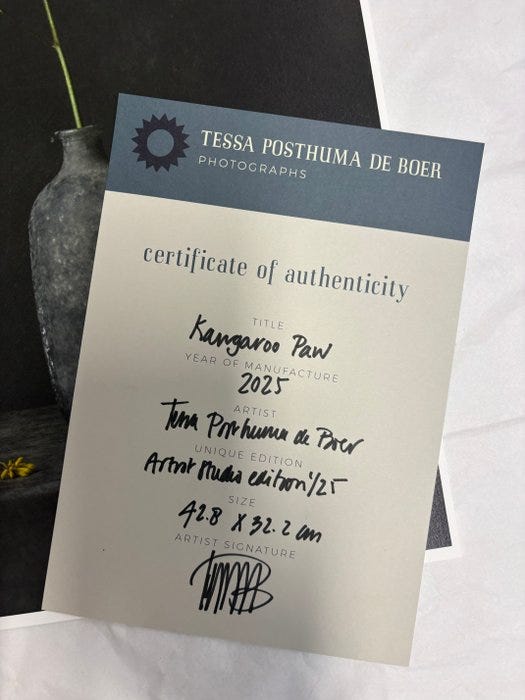 TESSA POSTHUMA DE BOER
PHOTOGRAPHS
certificate of authenticity
TITLE
Kangaroo Paw
YEAR OF MANUFACTURE
2025
ARTIST
Tessa Posthuma de Boer
UNIQUE EDITION
Artist studio edition 1/25
SIZE
42.8 x 32.2 cm
ARTIST SIGNATURE